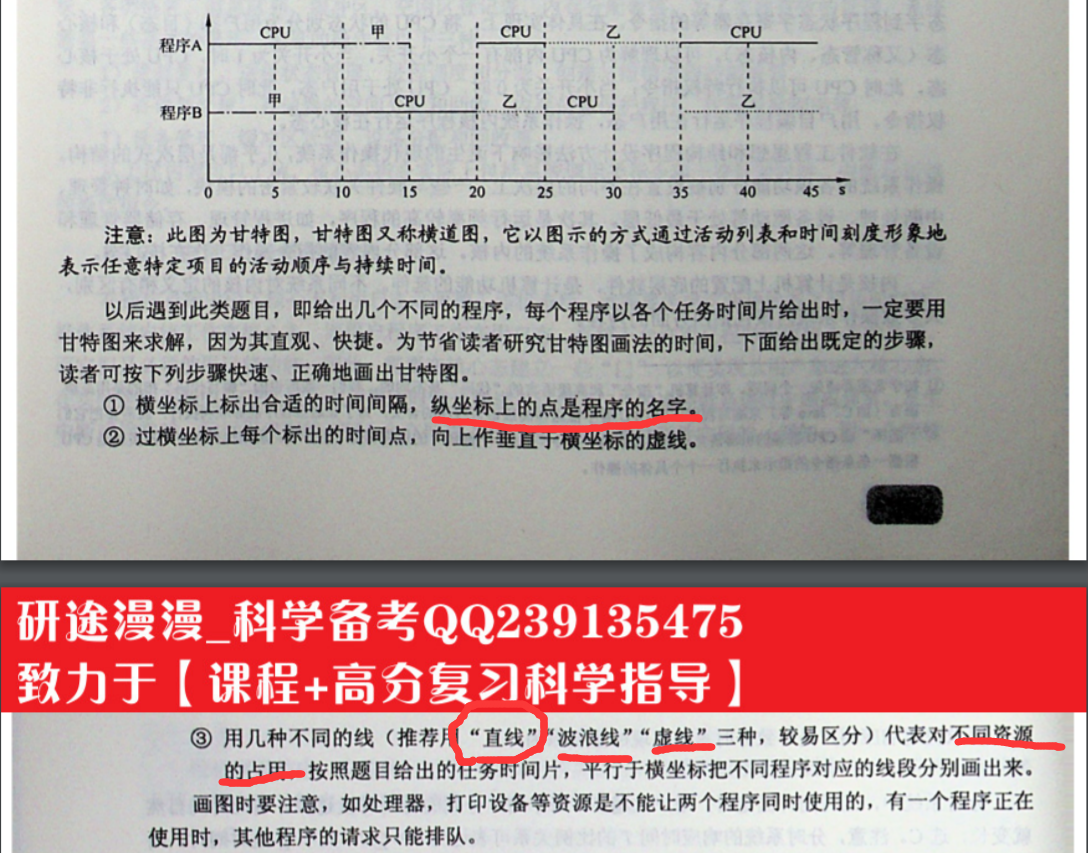 CPU 甲 CPU 乙 CPU
程序A
甲 CPU 乙 CPU 乙
程序B
0 5 10 15 20 25 30 35 40 45 s
注意：此图为甘特图，甘特图又称横道图，它以图示的方式通过活动列表和时间刻度形象地
表示任意特定项目的活动顺序与持续时间。
以后遇到此类题目，即给出几个不同的程序，每个程序以各个任务时间片给出时，一定要用
甘特图来求解，因为其直观、快捷。为节省读者研究甘特图画法的时间，下面给出既定的步骤，
读者可按下列步骤快速、正确地画出甘特图。
① 横坐标上标出合适的时间间隔，纵坐标上的点是程序的名字。
② 过横坐标上每个标出的时间点，向上作垂直于横坐标的虚线。
研途漫漫_科学备考QQ239135475
致力于【课程+高分复习科学指导】
③ 用几种不同的线（推荐用“直线”“波浪线”“虚线”三种，较易区分）代表对不同资源
的占用，按照题目给出的任务时间片，平行于横坐标把不同程序对应的线段分别画出来。
画图时要注意，如处理器，打印设备等资源是不能让两个程序同时使用的，有一个程序正在
使用时，其他程序的请求只能排队。